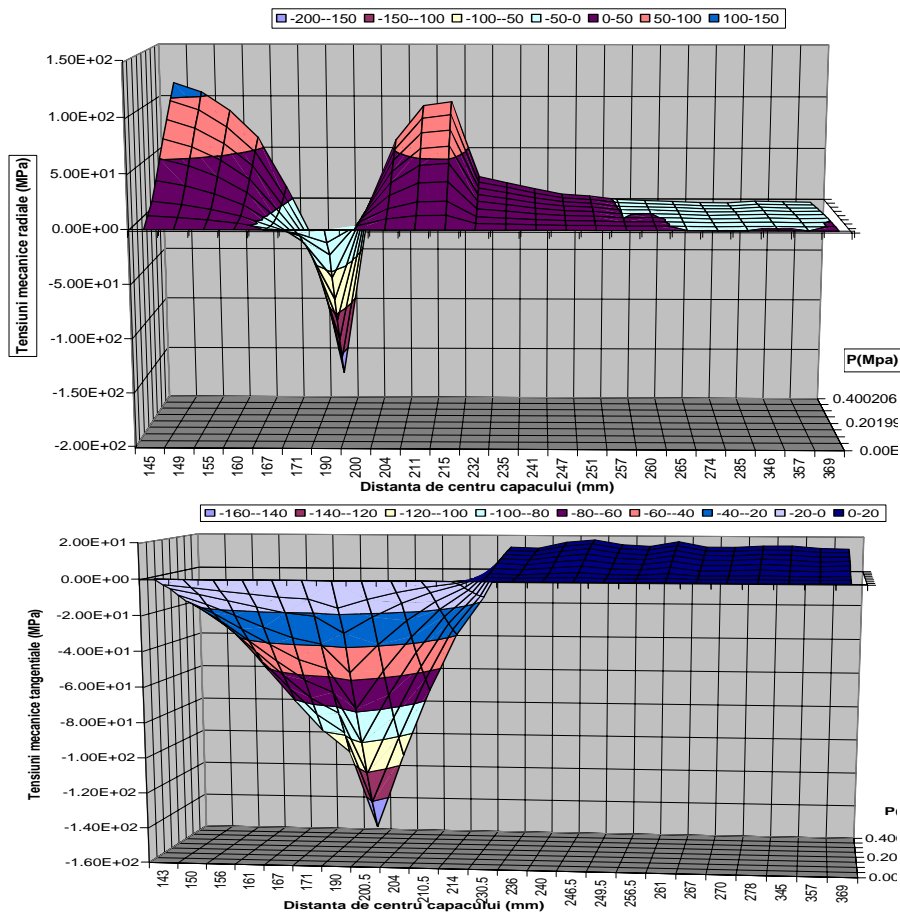 -200--150 -150--100 -100--50 -50-0 0-50 50-100 100-150
1.50E+02
1.00E+02
5.00E+01
0.00E+00
-5.00E+01
-1.00E+02
-1.50E+02
-2.00E+02
Tensiuni mecanice radiale (MPa)
P(Mpa)
0.400206
0.20199
0.00E
145 149 155 160 167 171 190 200 204 211 215 232 235 241 247 251 257 260 265 274 285 346 357 369
Distanta de centru capacului (mm)
-160--140 -140--120 -120--100 -100--80 -80--60 -60--40 -40--20 -20-0 0-20
2.00E+01
0.00E+00
-2.00E+01
-4.00E+01
-6.00E+01
-8.00E+01
-1.00E+02
-1.20E+02
-1.40E+02
-1.60E+02
Tensiuni mecanice tangentiale (MPa)
P(
0.400
0.20
0.00
143 150 156 161 167 171 190 200.5 204 210.5 214 230.5 236 240 246.5 249.5 256.5 261 267 270 278 345 357 369
Distanta de centru capacului (mm)